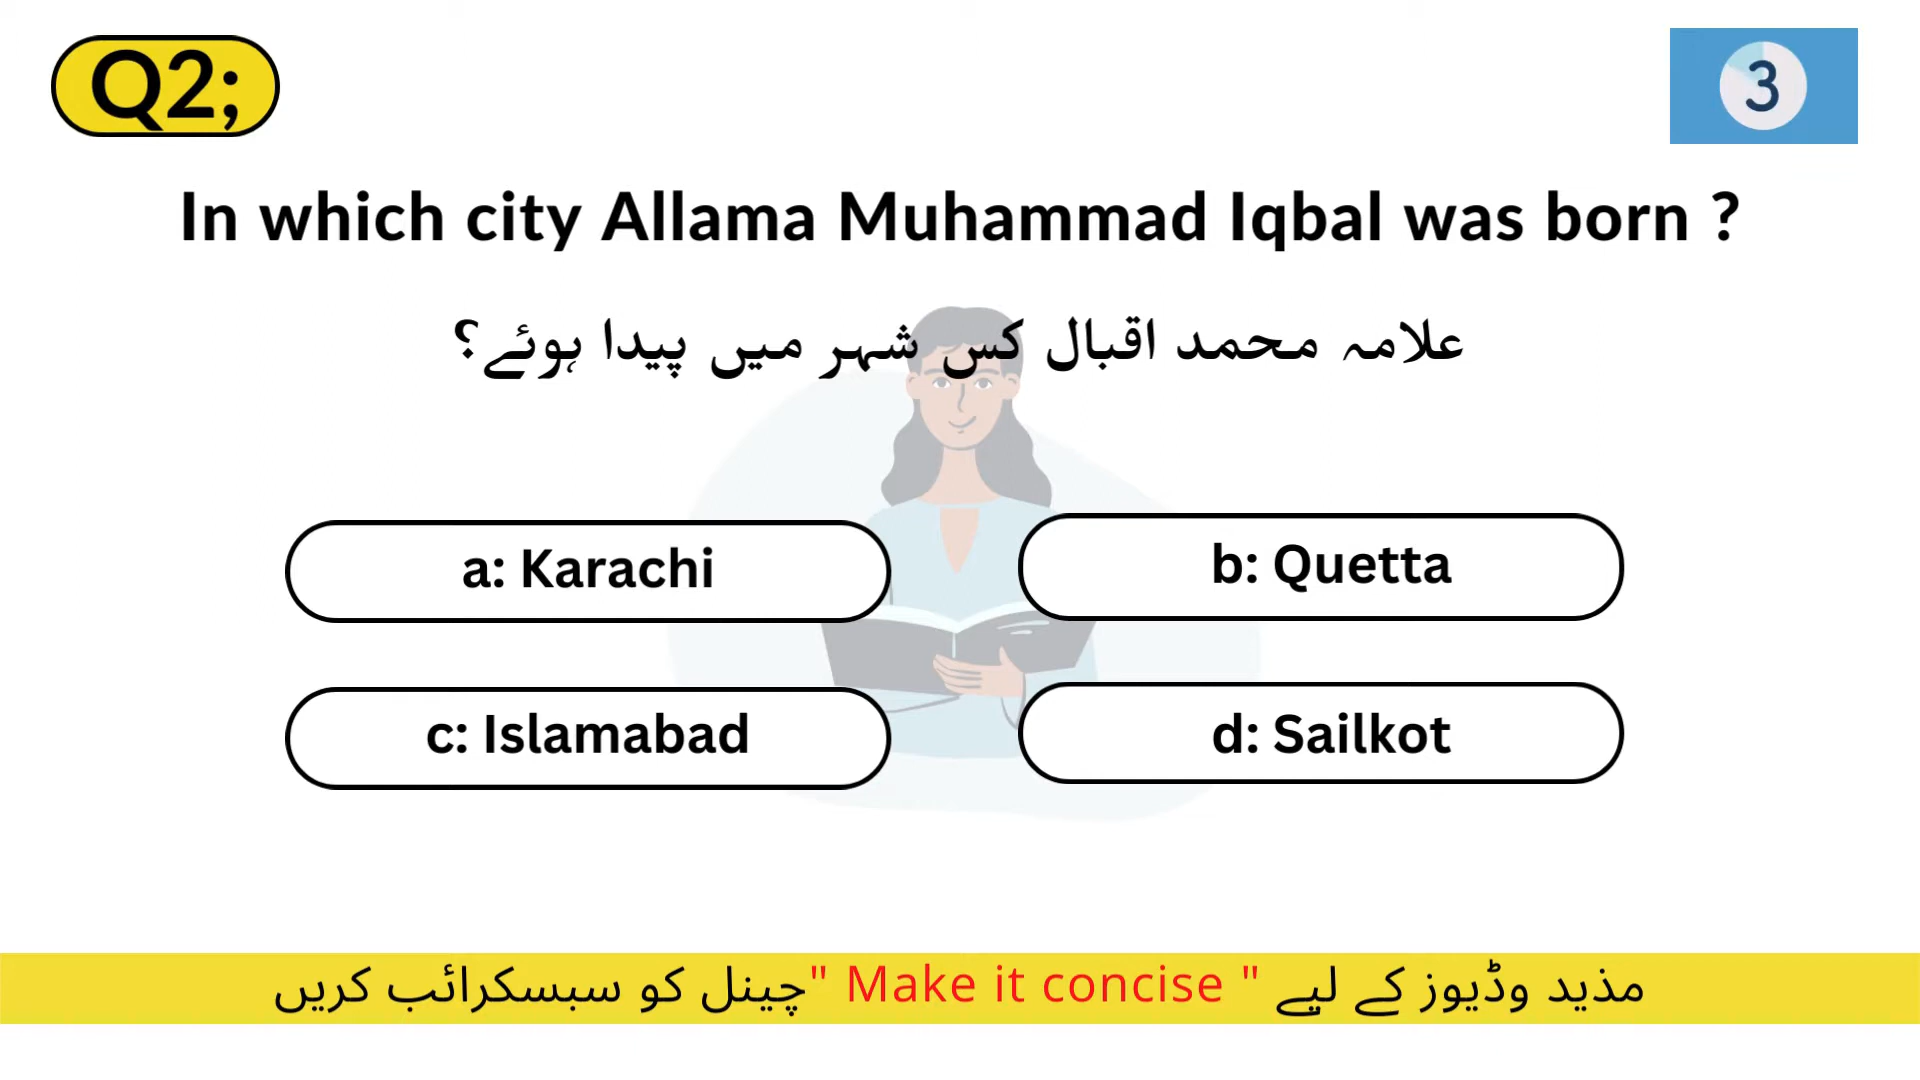 Q2;
3
In which city Allama Muhammad Iqbal was born ?
علامہ محمد اقبال کس شہر میں پیدا ہوئے؟
a: Karachi
b: Quetta
c: Islamabad
d: Sailkot
مذید وڈیوز کے لیے " Make it concise "چینل کو سبسکرائب کریں